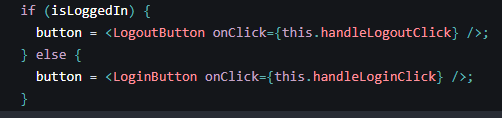 if (isLoggedIn) {
  button = <LogoutButton onClick={this.handleLogoutClick} />;
} else {
  button = <LoginButton onClick={this.handleLoginClick} />;
}